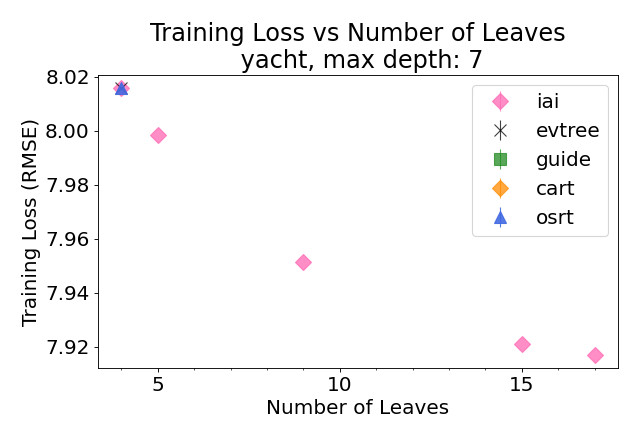 Training Loss vs Number of Leaves
yacht, max depth: 7
8.02
8.00
7.98
7.96
7.94
7.92
Training Loss (RMSE)
iai
evtree
guide
cart
osrt
5
10
15
Number of Leaves